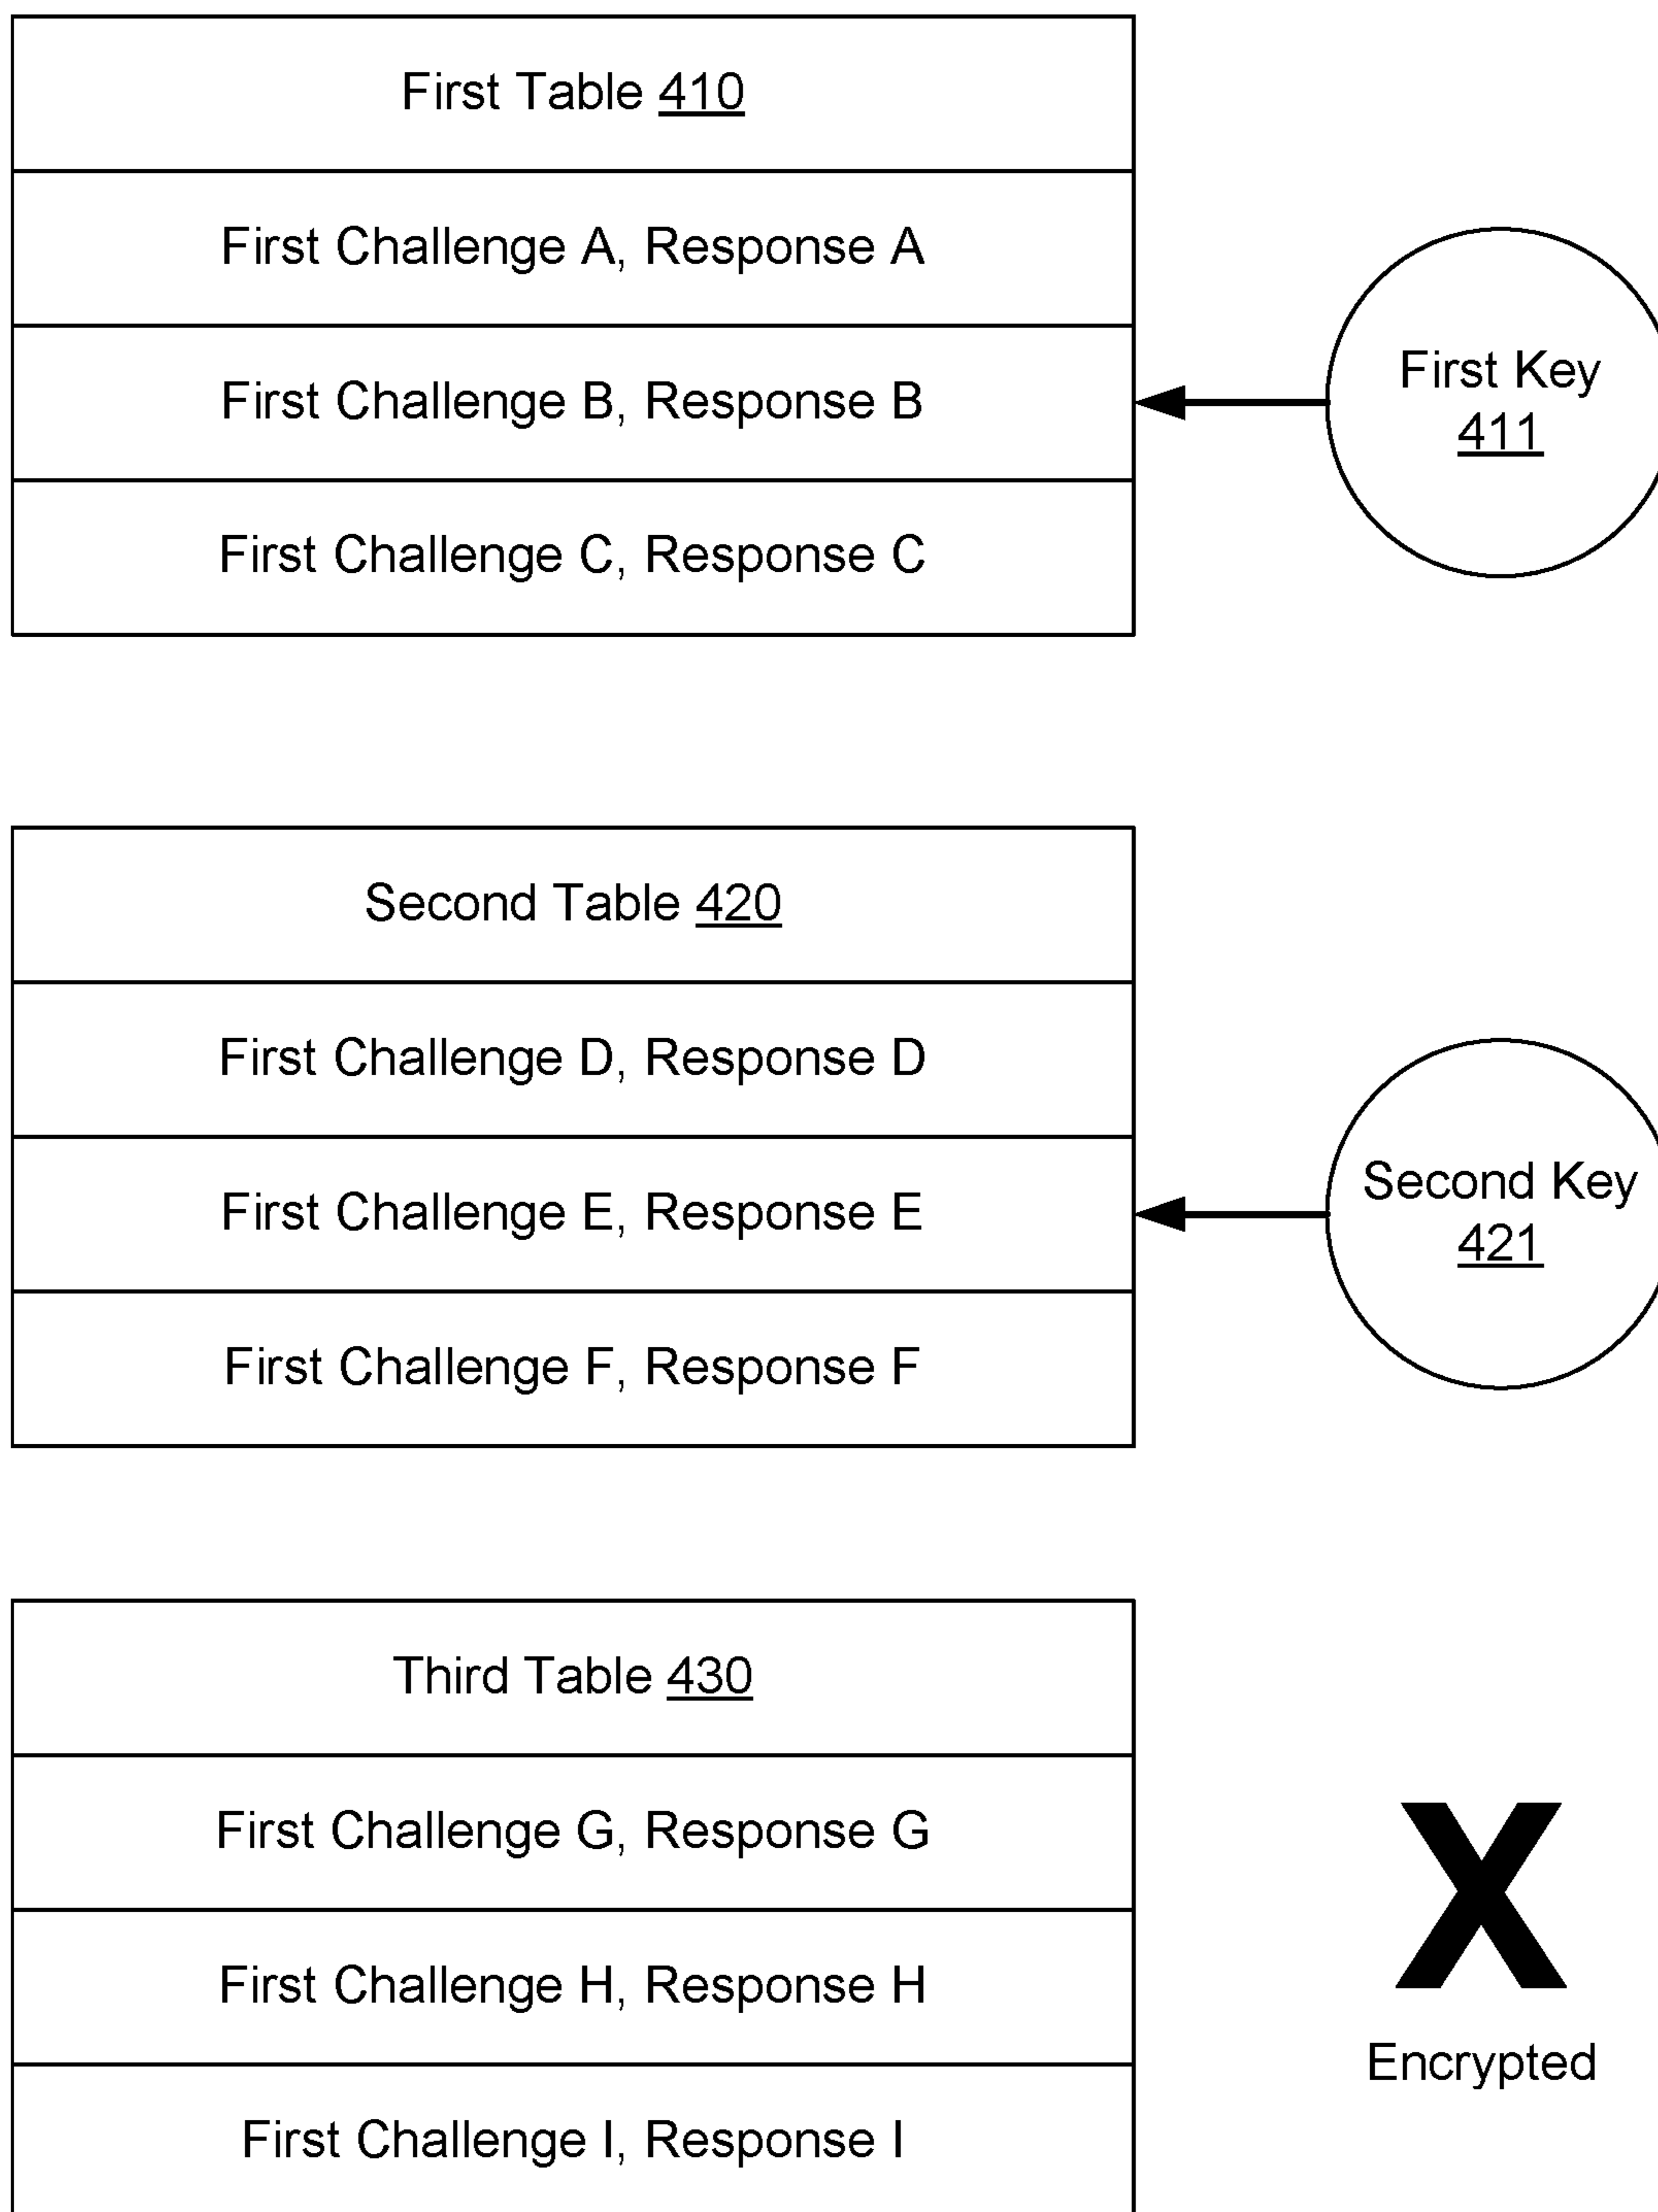 First Table 410
First Challenge A, Response A
First Challenge B, Response B
First Challenge C, Response C
First Key
411
Second Table 420
First Challenge D, Response D
First Challenge E, Response E
First Challenge F, Response F
Second Key
421
Third Table 430
First Challenge G, Response G
First Challenge H, Response H
First Challenge I, Response I
X
Encrypted